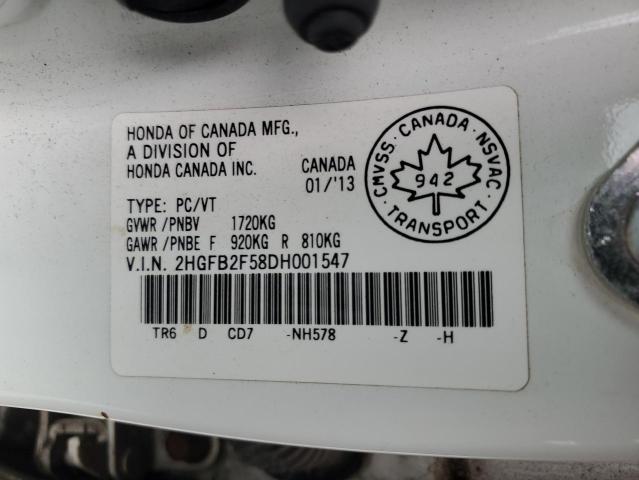 HONDA OF CANADA MFG.,
A DIVISION OF
HONDA CANADA INC.
CANADA
01/'13
TYPE: PC/VT
GVWR/PNBV 1720KG
GAWR/PNBE F 920KG R 810KG
V.I.N. 2HGFB2F58DH001547
TR6 D CD7 -NH578 -Z -H
CMVSS · CANADA · NSVAC
942
TRANSPORT